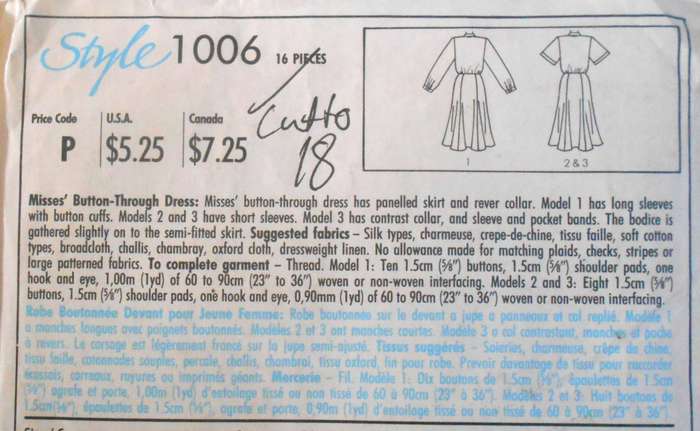 Style 1006 16 PIECES
Cut to
18
Price Code U.S.A. Canada
P $5.25 $7.25
1 2 & 3
Misses' Button-Through Dress: Misses' button-through dress has panelled skirt and rever collar. Model 1 has long sleeves
with button cuffs. Models 2 and 3 have short sleeves. Model 3 has contrast collar, and sleeve and pocket bands. The bodice is
gathered slightly on to the semi-fitted skirt. Suggested fabrics – Silk types, charmeuse, crepe-de-chine, tissu faille, soft cotton
types, broadcloth, challis, chambray, oxford cloth, dressweight linen. No allowance made for matching plaids, checks, stripes or
large patterned fabrics. To complete garment – Thread. Model 1: Ten 1.5cm (⅝") buttons, 1.5cm (⅝") shoulder pads, one
hook and eye, 1,00m (1yd) of 60 to 90cm (23" to 36") woven or non-woven interfacing. Models 2 and 3: Eight 1.5cm (⅝")
buttons, 1.5cm (⅝") shoulder pads, one hook and eye, 0,90mm (1yd) of 60 to 90cm (23" to 36") woven or non-woven interfacing.
Robe Boutonnée Devant pour Jeune Femme: Robe boutonnée sur le devant a jupe a panneaux et col replié. Modèle 1
a manches longues avec poignets boutonnés. Modèles 2 et 3 ont manches courtes. Modèle 3 a col contrastant, manches et poche
à revers. Le corsage est légèrement froncé sur la jupe semi-ajusté. Tissus suggérés – Soieries, charmeuse, crêpe de chine,
tissu faille, cotonnades souples, percale, challis, chambrai, tissu oxford, lin pour robe. Prevoir davantage de tissu pour raccorder
écossais, carreaux, rayures ou imprimés géants. Mercerie – Fil. Modèle 1: Dix boutons de 1.5cm (⅝"), épaulettes de 1.5cm
(⅝") agrafe et porte, 1,00m (1yd) d'entoilage tissé ou non tissé de 60 à 90cm (23" à 36"). Modèles 2 et 3: Huit boutons de
1.5cm (⅝"), épaulettes de 1.5cm (⅝"), agrafe et porte, 0,90m (1yd) d'entoilage tissé ou non tissé de 60 à 90cm (23" à 36").